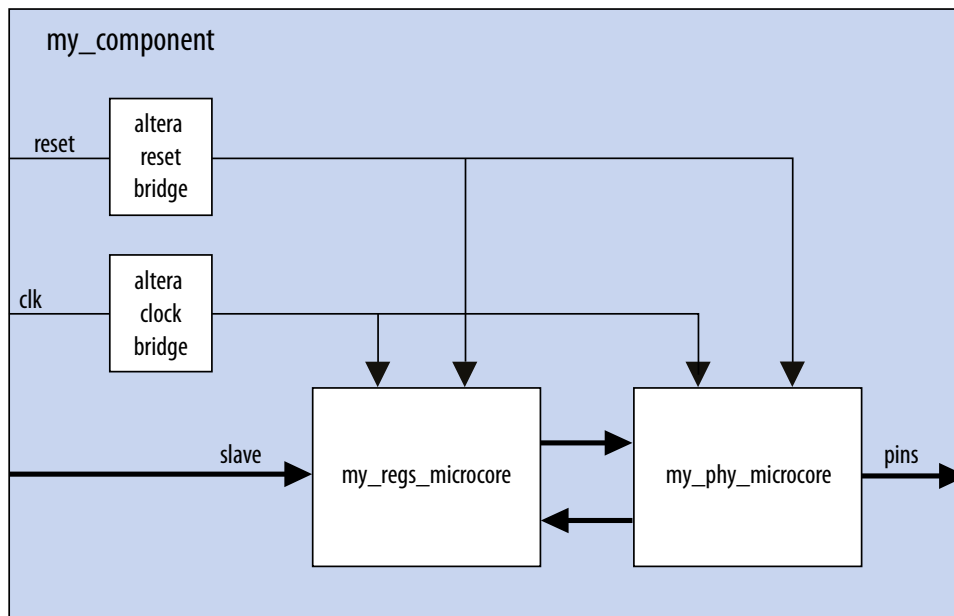 my_component
reset
altera
reset
bridge
clk
altera
clock
bridge
slave
my_regs_microcore
my_phy_microcore
pins